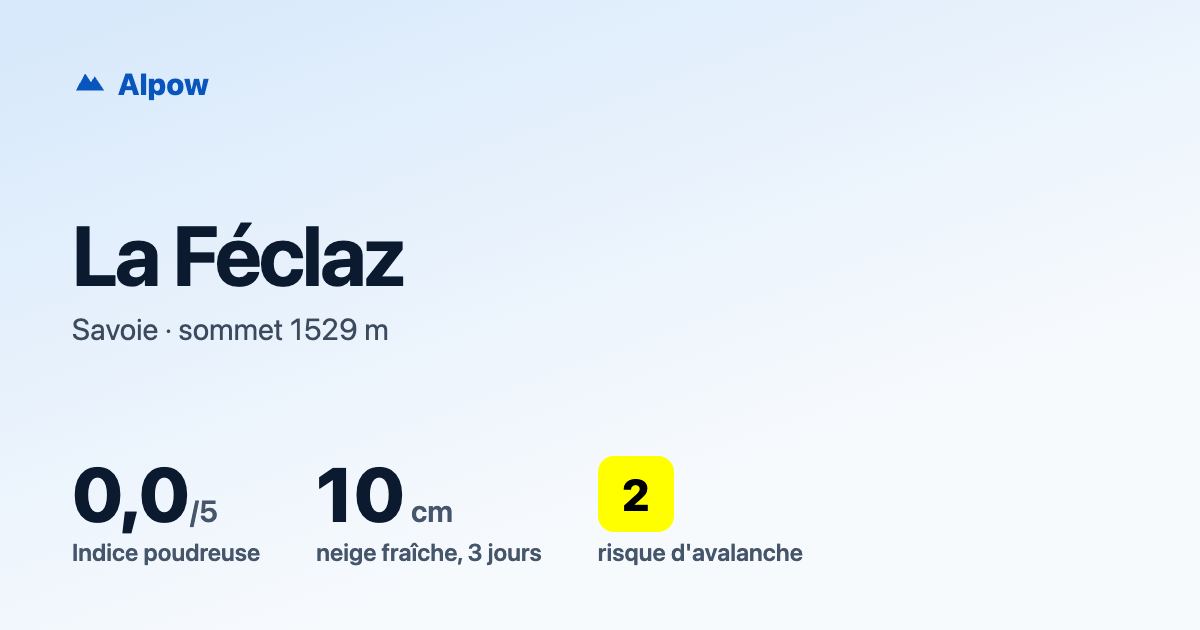 Alpow
La Féclaz
Savoie · sommet 1529 m
0,0/5
Indice poudreuse
10 cm
neige fraîche, 3 jours
2
risque d'avalanche